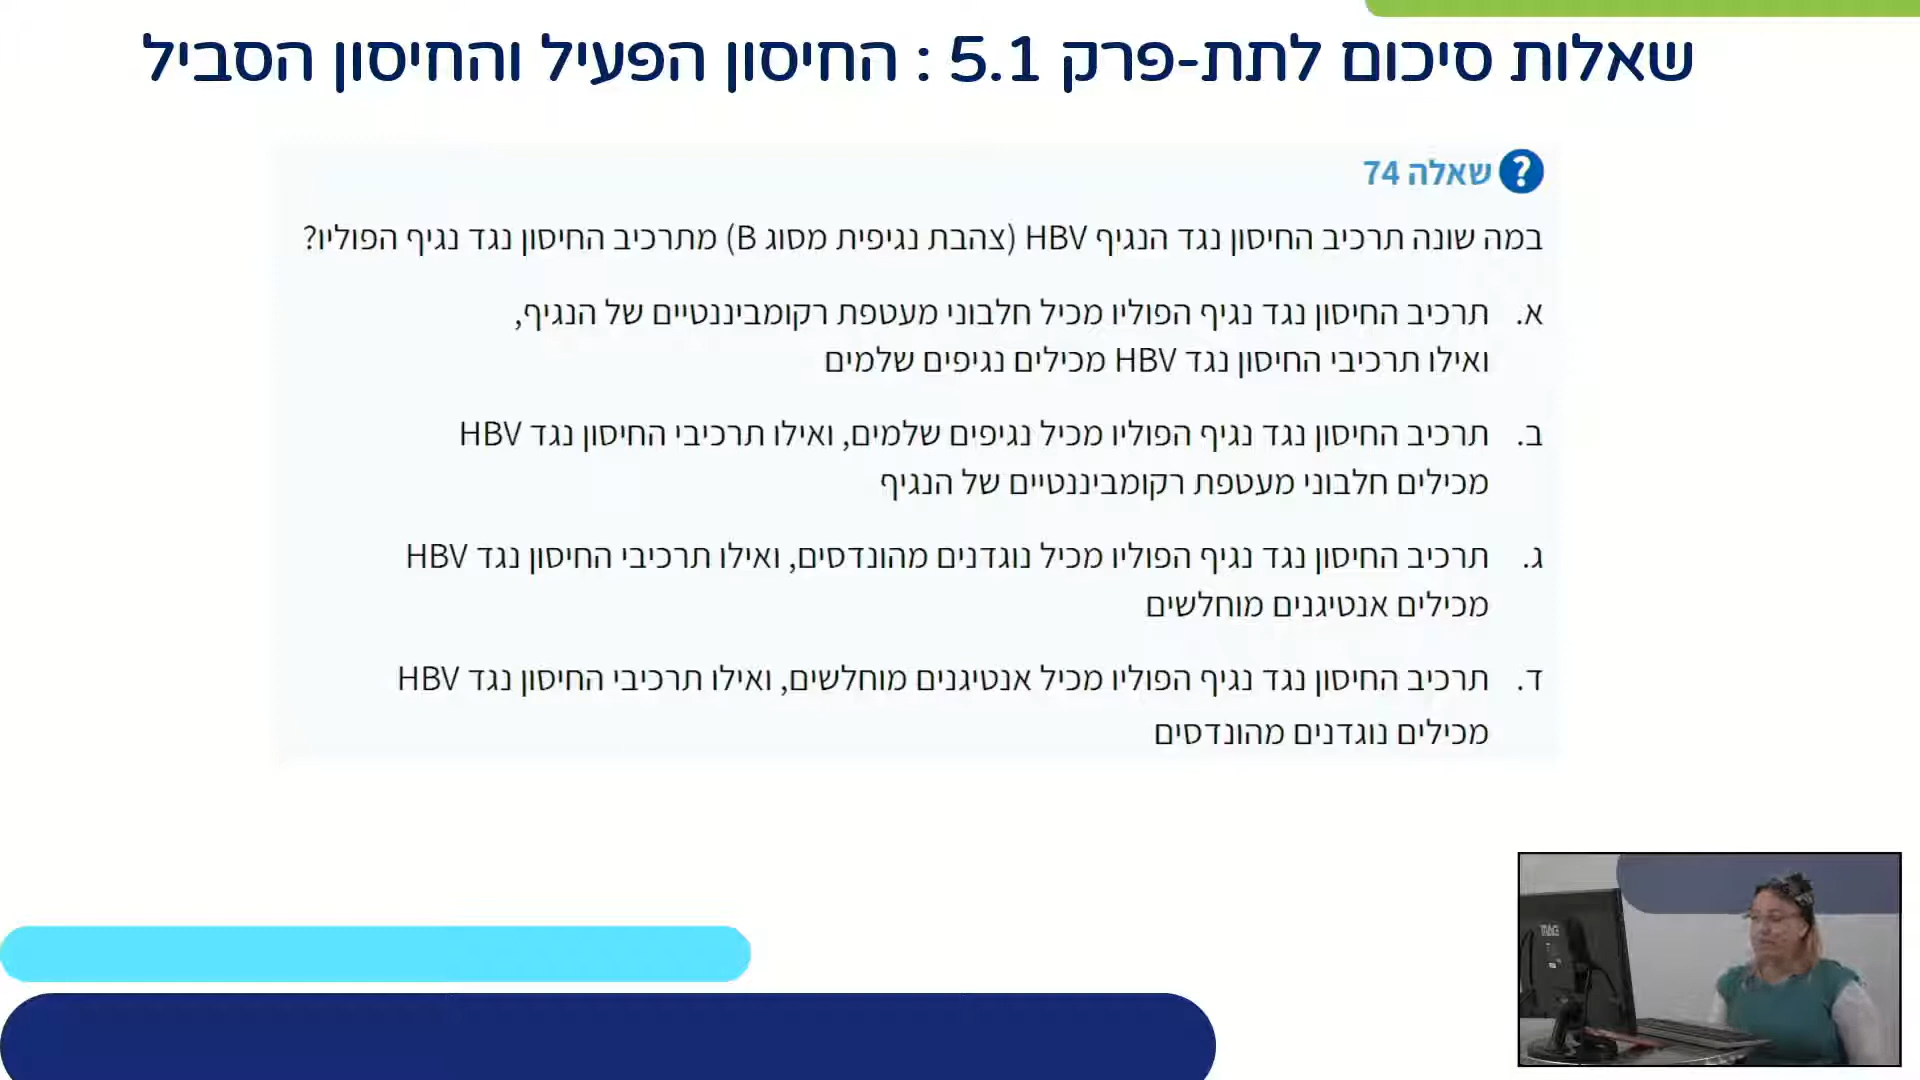 שאלות סיכום לתת-פרק 5.1 : החיסון הפעיל והחיסון הסביל
? שאלה 74
במה שונה תרכיב החיסון נגד הנגיף HBV (צהבת נגיפית מסוג B) מתרכיב החיסון נגד נגיף הפוליו?
א. תרכיב החיסון נגד נגיף הפוליו מכיל חלבוני מעטפת רקומביננטיים של הנגיף,
ואילו תרכיבי החיסון נגד HBV מכילים נגיפים שלמים
ב. תרכיב החיסון נגד נגיף הפוליו מכיל נגיפים שלמים, ואילו תרכיבי החיסון נגד HBV
מכילים חלבוני מעטפת רקומביננטיים של הנגיף
ג. תרכיב החיסון נגד נגיף הפוליו מכיל נוגדנים מהונדסים, ואילו תרכיבי החיסון נגד HBV
מכילים אנטיגנים מוחלשים
ד. תרכיב החיסון נגד נגיף הפוליו מכיל אנטיגנים מוחלשים, ואילו תרכיבי החיסון נגד HBV
מכילים נוגדנים מהונדסים